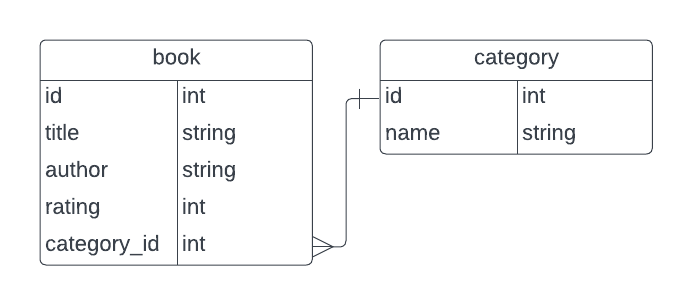 book
id int
title string
author string
rating int
category_id int
category
id int
name string